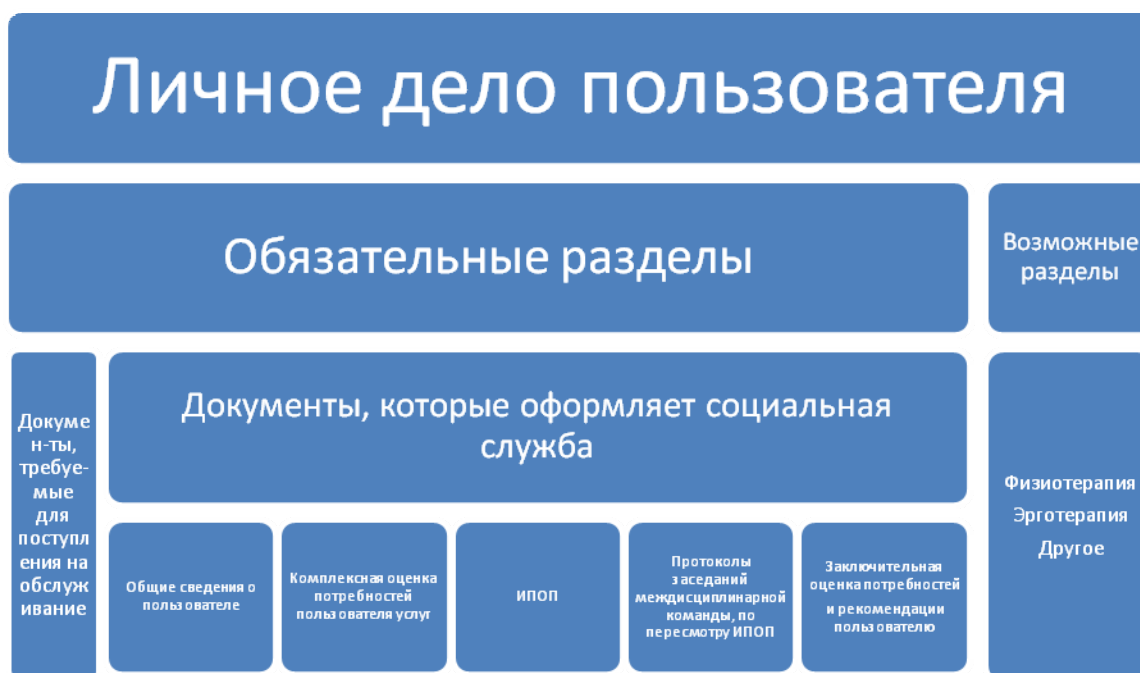 Личное дело пользователя
Обязательные разделы
Возможные
разделы
Докуме
н-ты,
требуе-
мые
для
поступл
ения на
обслуж
ивание
Документы, которые оформляет социальная
служба
Общие сведения о
пользователе
Комплексная оценка
потребностей
пользователя услуг
ИПОП
Протоколы
заседаний
междисциплинарной
команды, по
пересмотру ИПОП
Заключительная
оценка потребностей
и рекомендации
пользователю
Физиотерапия
Эрготерапия
Другое